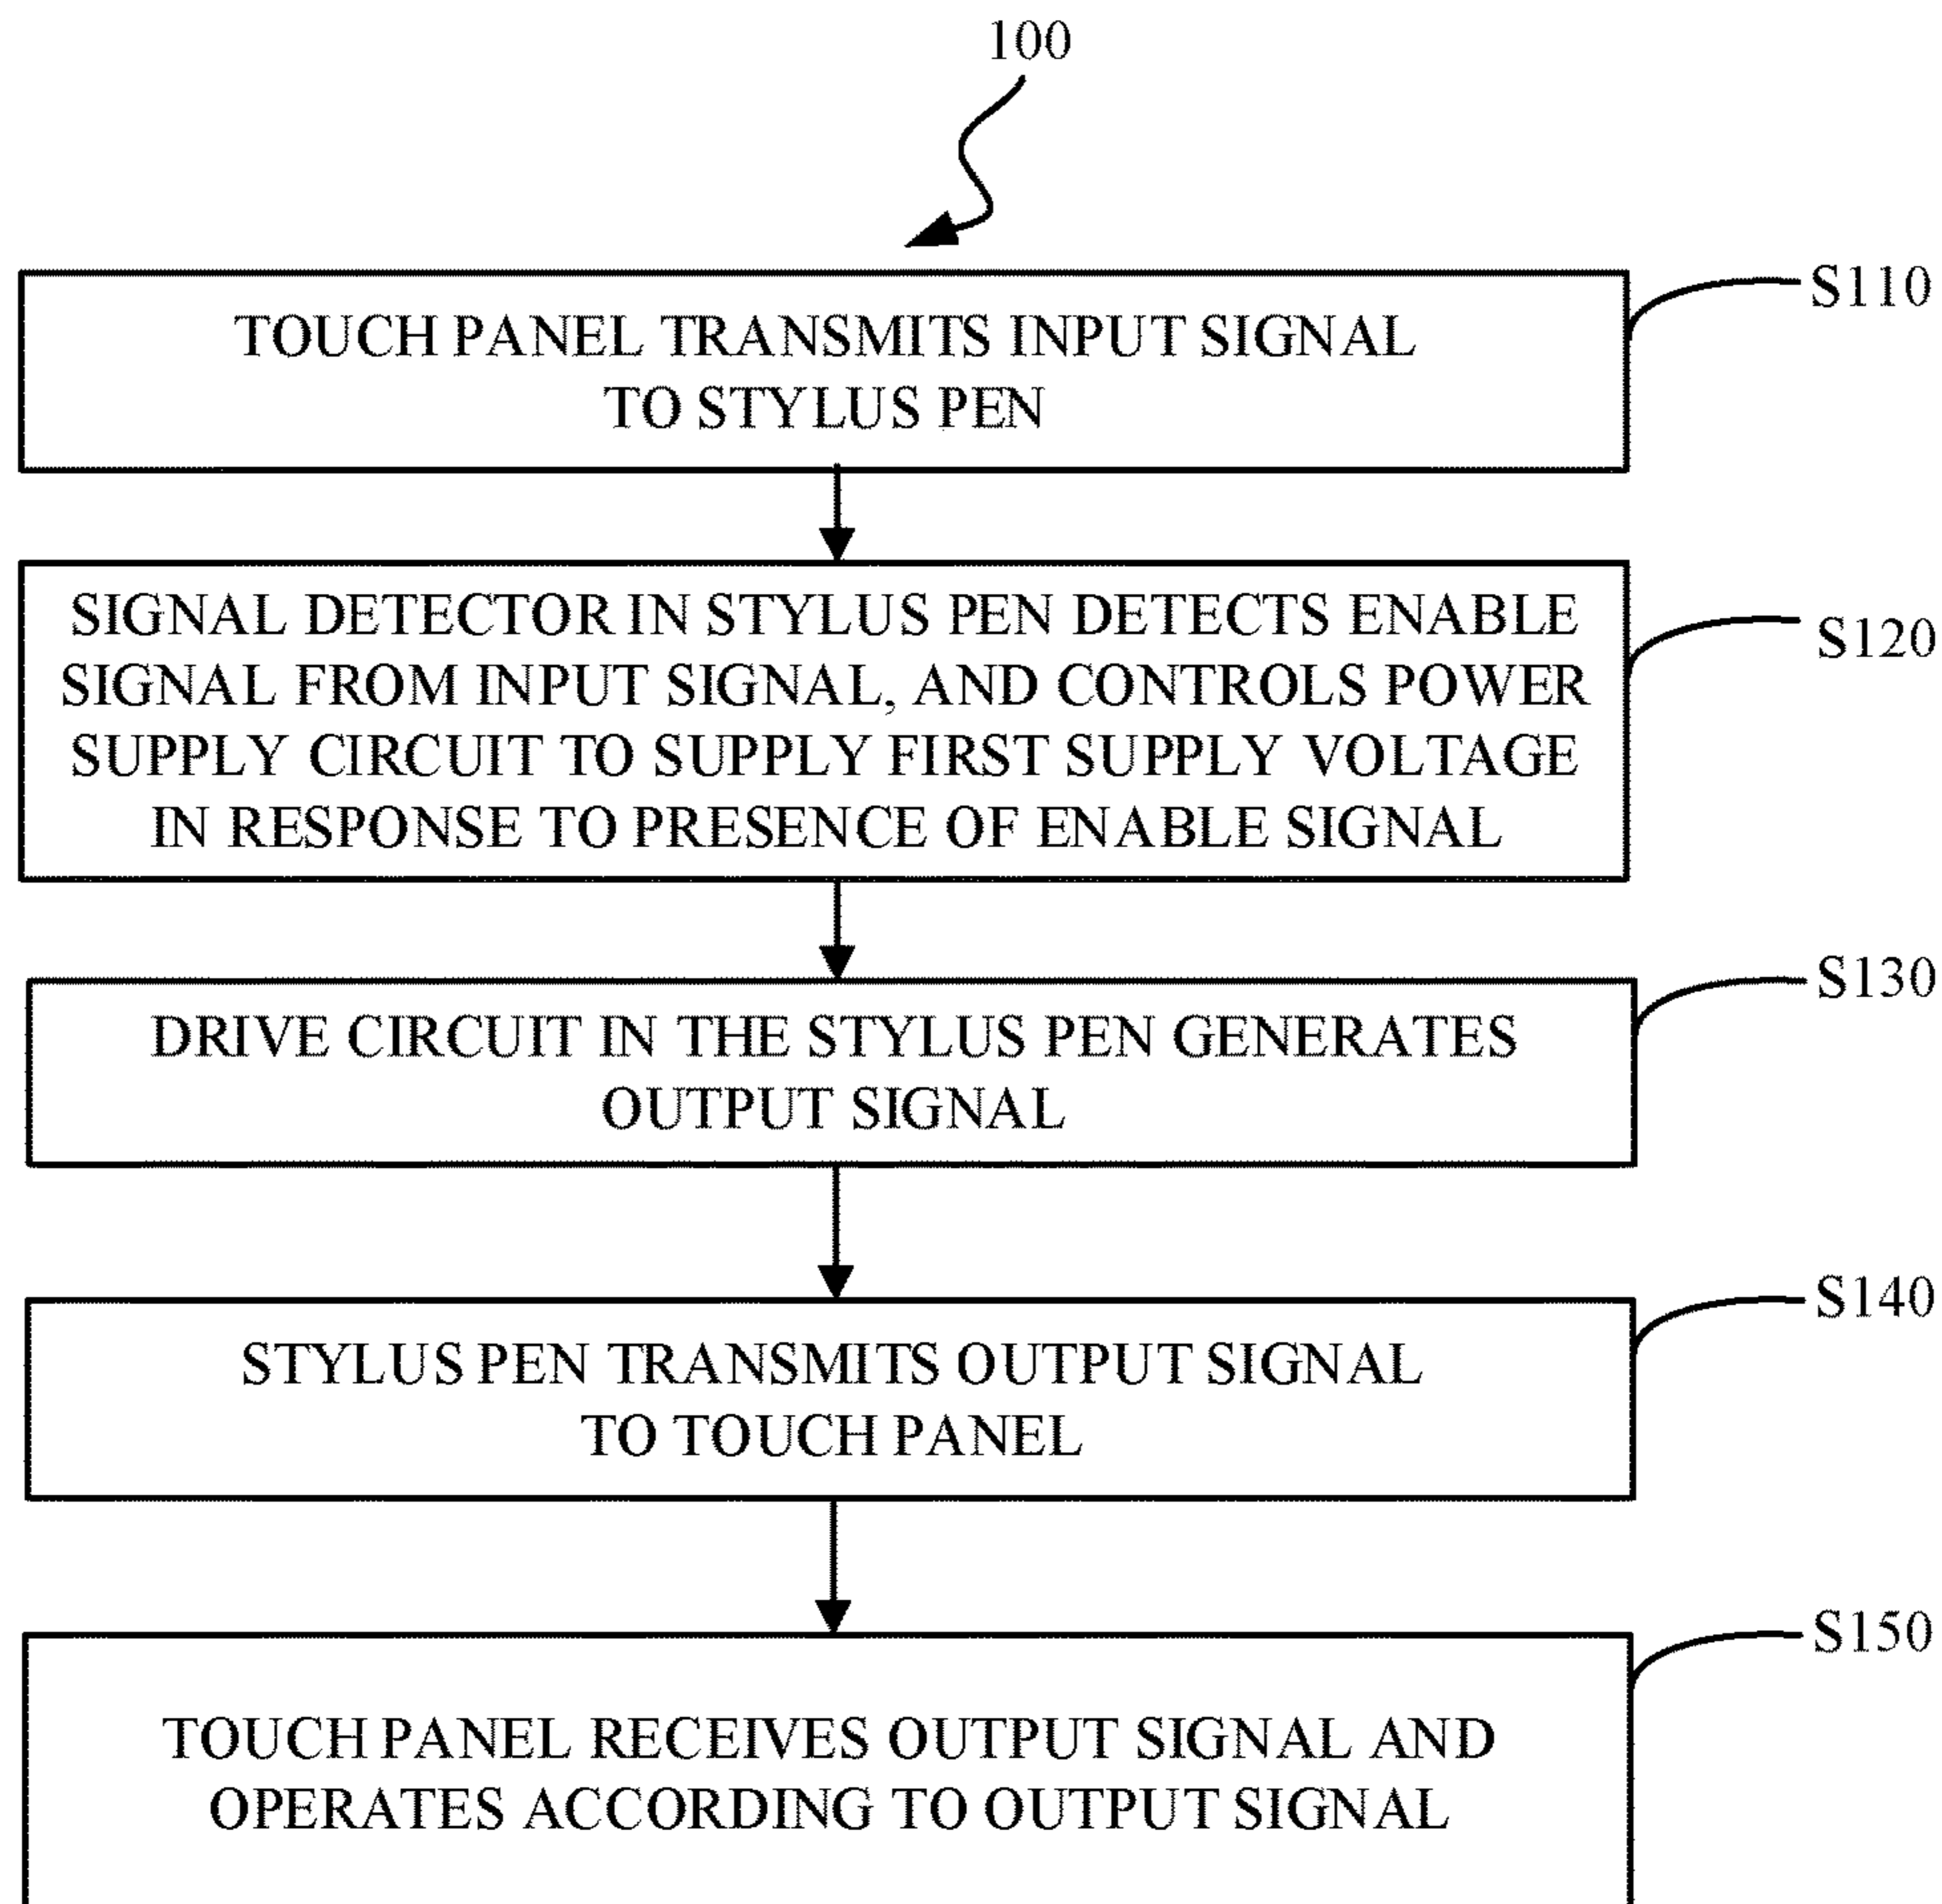 100
S110
TOUCH PANEL TRANSMITS INPUT SIGNAL
TO STYLUS PEN
S120
SIGNAL DETECTOR IN STYLUS PEN DETECTS ENABLE
SIGNAL FROM INPUT SIGNAL, AND CONTROLS POWER
SUPPLY CIRCUIT TO SUPPLY FIRST SUPPLY VOLTAGE
IN RESPONSE TO PRESENCE OF ENABLE SIGNAL
S130
DRIVE CIRCUIT IN THE STYLUS PEN GENERATES
OUTPUT SIGNAL
S140
STYLUS PEN TRANSMITS OUTPUT SIGNAL
TO TOUCH PANEL
S150
TOUCH PANEL RECEIVES OUTPUT SIGNAL AND
OPERATES ACCORDING TO OUTPUT SIGNAL